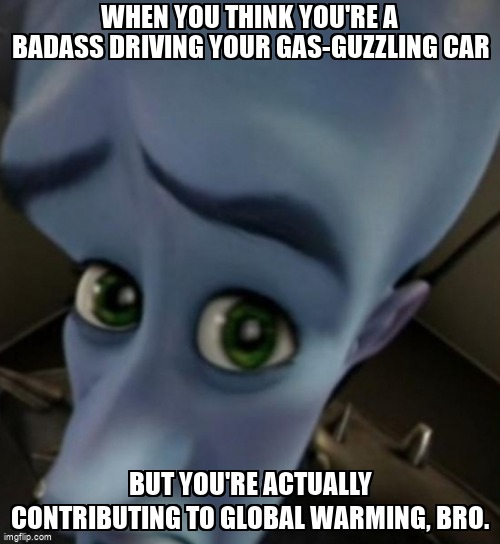 WHEN YOU THINK YOU'RE A
BADASS DRIVING YOUR GAS-GUZZLING CAR
BUT YOU'RE ACTUALLY
CONTRIBUTING TO GLOBAL WARMING, BRO.
imgflip.com